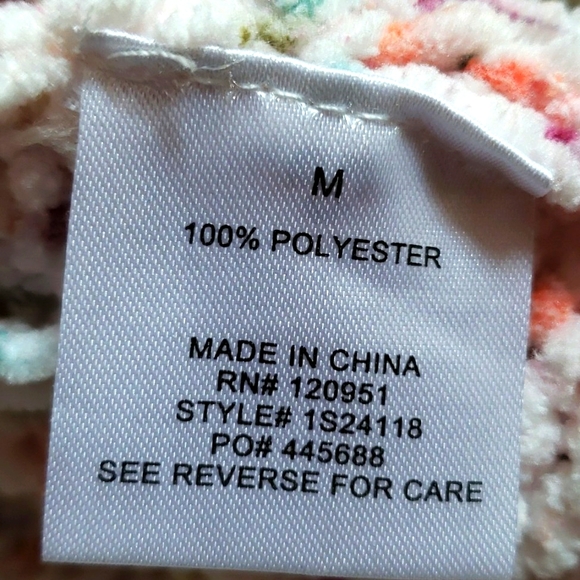 M
100% POLYESTER
MADE IN CHINA
RN# 120951
STYLE# 1S24118
PO# 445688
SEE REVERSE FOR CARE